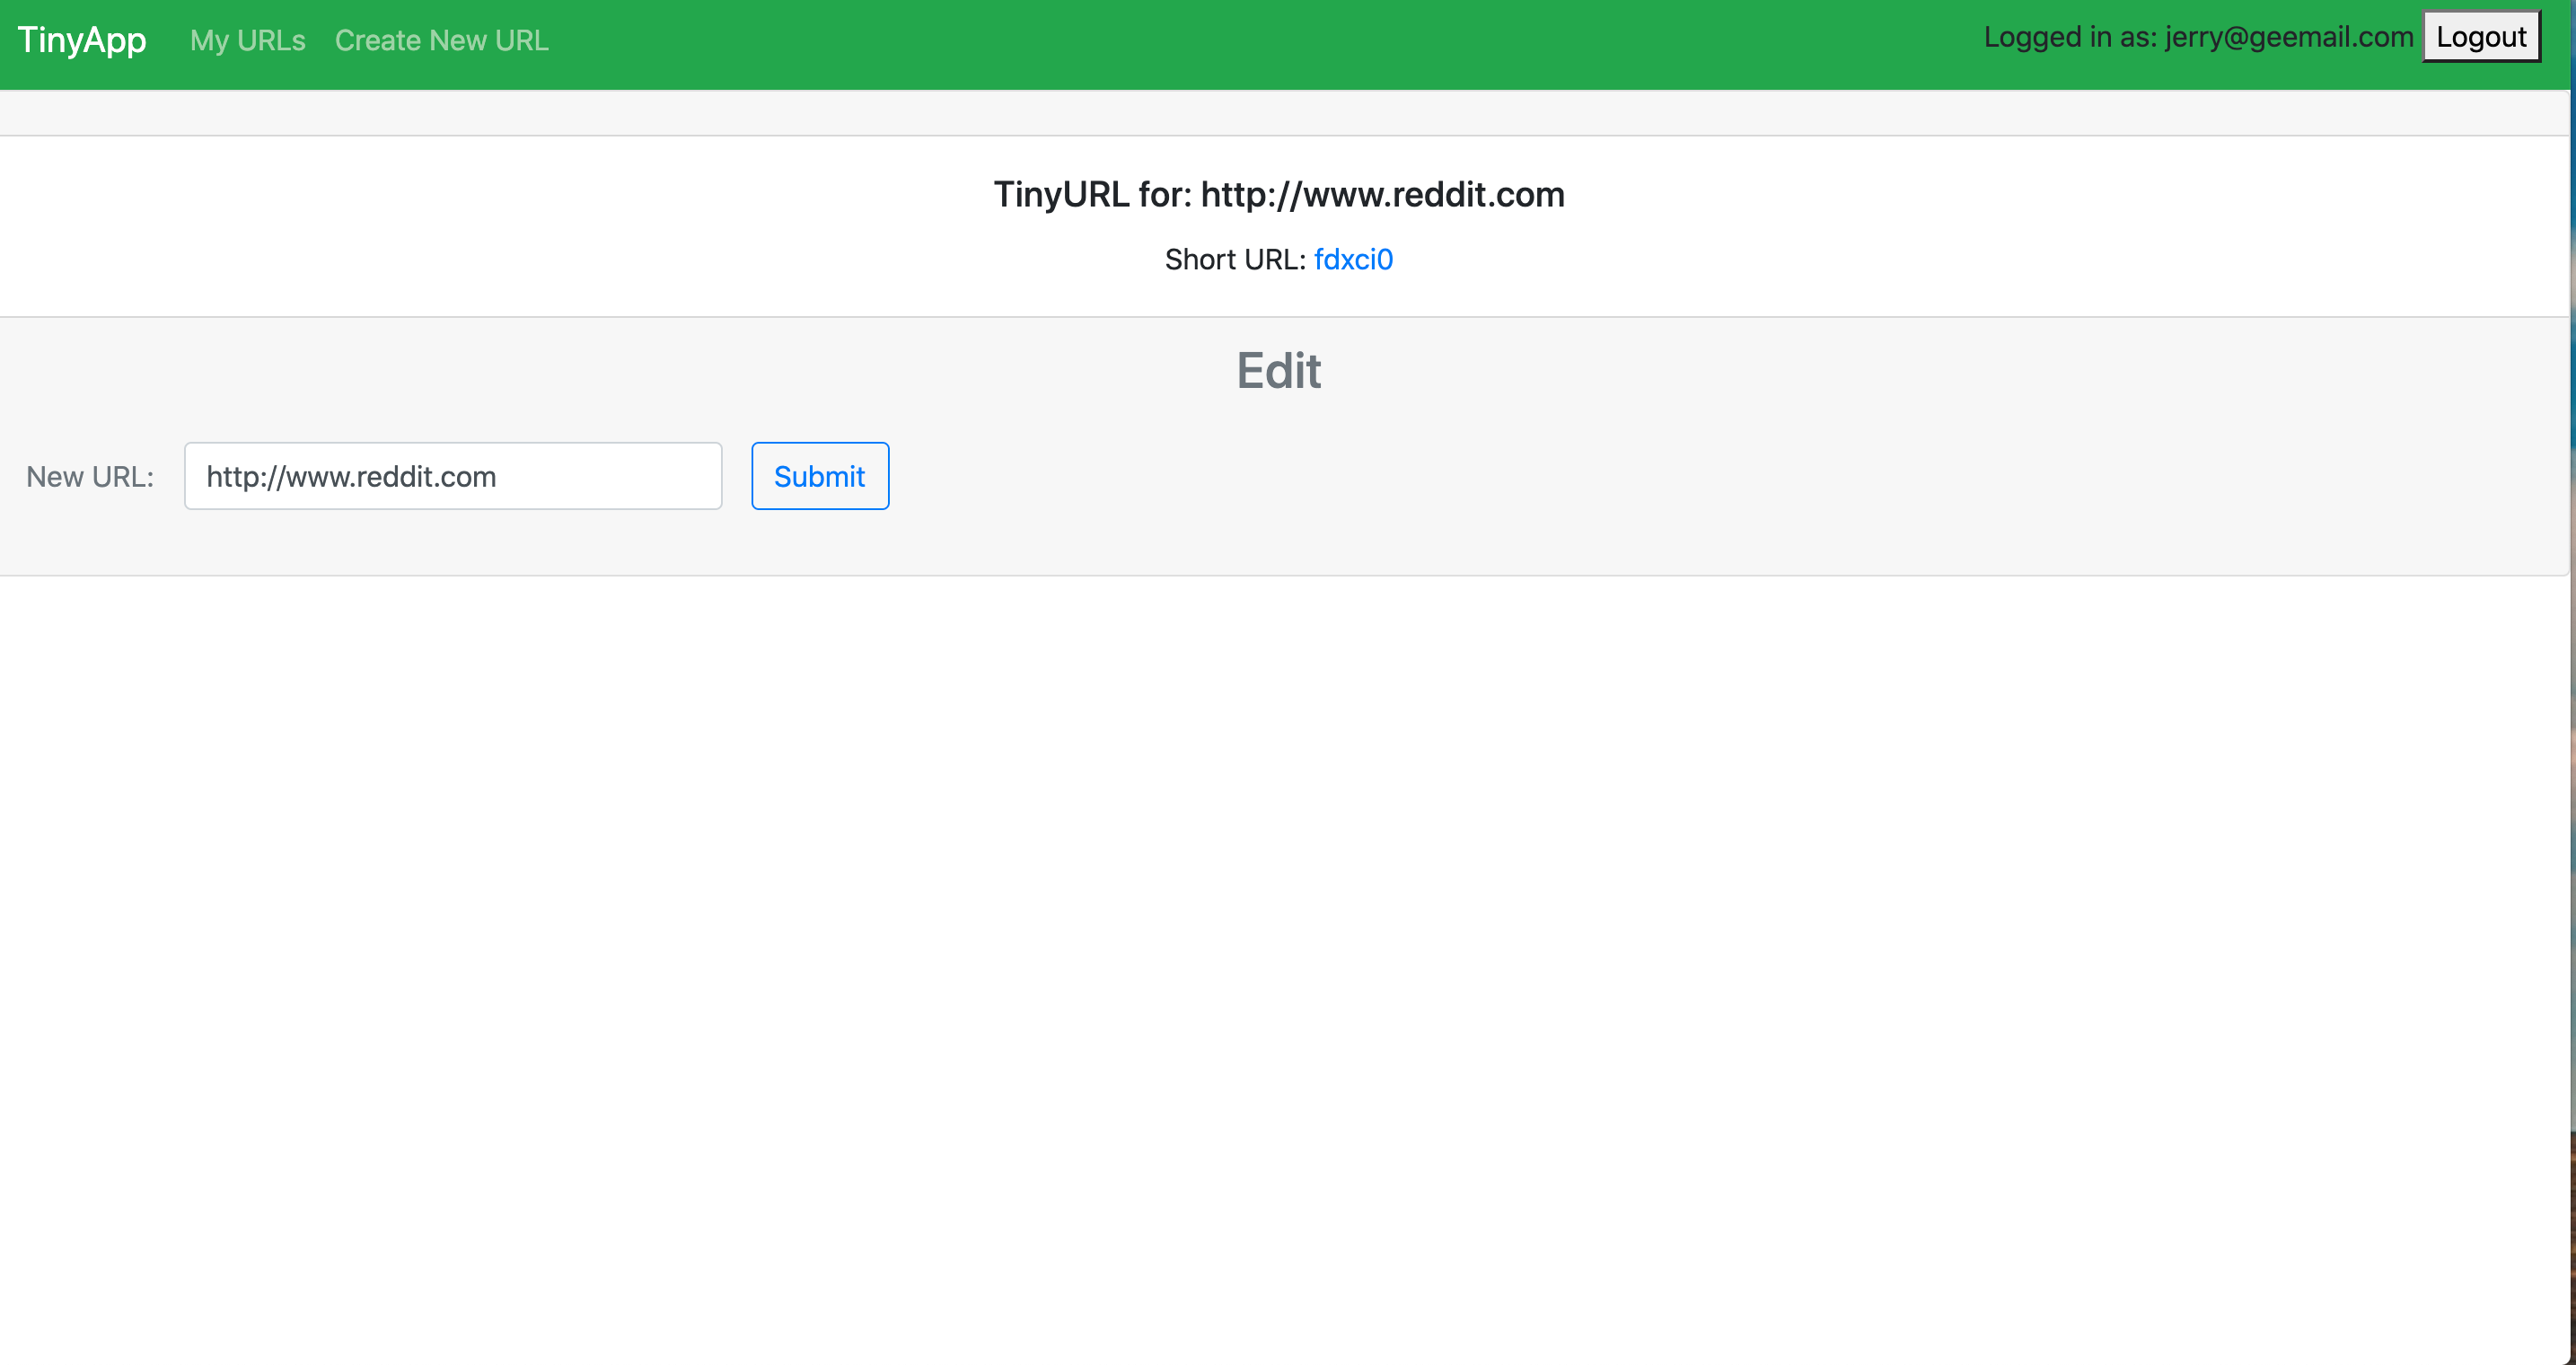 TinyApp My URLs Create New URL Logged in as: jerry@geemail.com Logout
TinyURL for: http://www.reddit.com
Short URL: fdxci0
Edit
New URL: http://www.reddit.com Submit